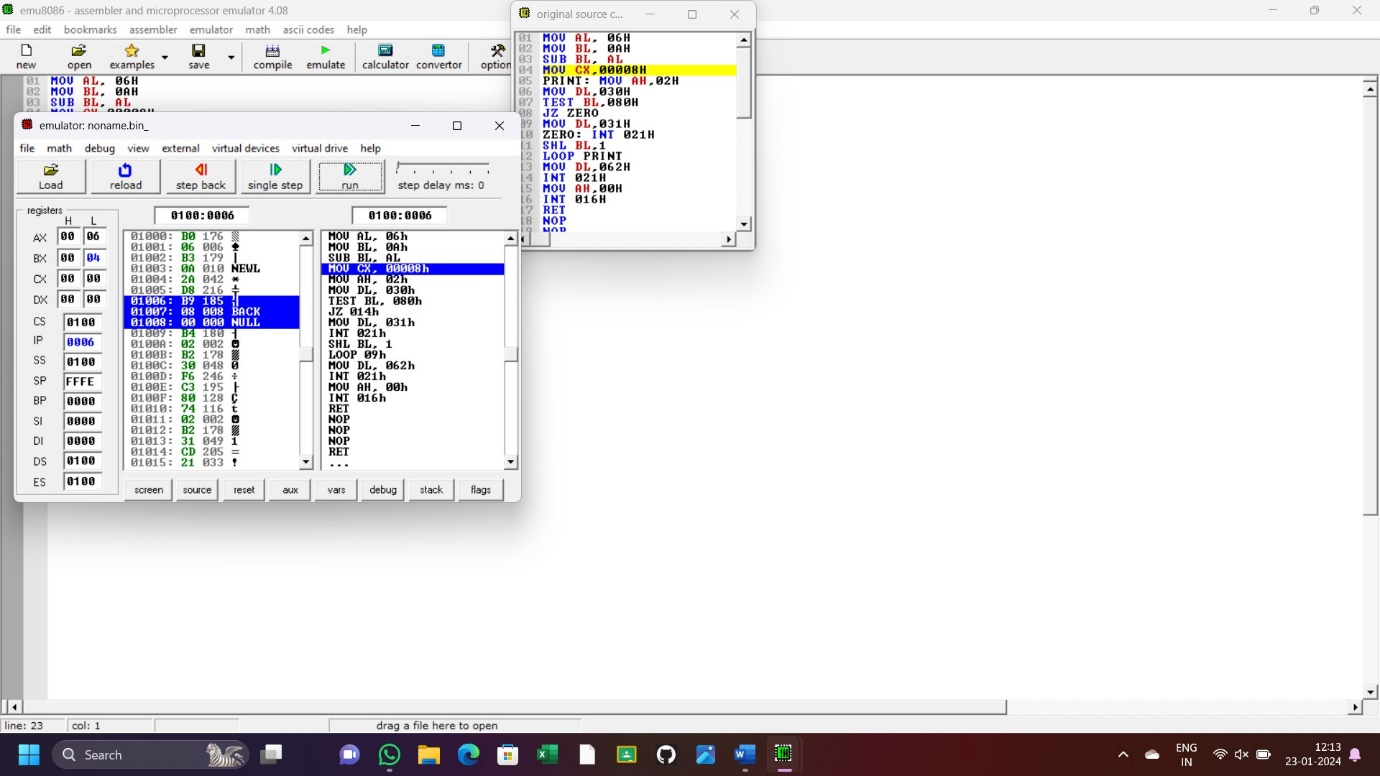 emu8086 - assembler and microprocessor emulator 4.08
file edit bookmarks assembler emulator math ascii codes help
new open examples save compile emulate calculator convertor option
01 MOV AL, 06H
02 MOV BL, 0AH
03 SUB BL, AL
original source c...
01 MOV AL, 06H
02 MOV BL, 0AH
03 SUB BL, AL
04 MOV CX,00008H
05 PRINT: MOV AH,02H
06 MOV DL,030H
07 TEST BL,080H
08 JZ ZERO
09 MOV DL,031H
10 ZERO: INT 021H
11 SHL BL,1
12 LOOP PRINT
13 MOV DL,062H
14 INT 021H
15 MOV AH,00H
16 INT 016H
17 RET
18 NOP
19 NOP
emulator: noname.bin_
file math debug view external virtual devices virtual drive help
Load reload step back single step run step delay ms: 0
registers
H L
0100:0006 0100:0006
AX 00 06
BX 00 04
CX 00 00
DX 00 00
CS 0100
IP 0006
SS 0100
SP FFFE
BP 0000
SI 0000
DI 0000
DS 0100
ES 0100
01000: B0 176 ▒
01001: 06 006 ♠
01002: B3 179 │
01003: 0A 010 NEWL
01004: 2A 042 *
01005: D8 216 ╪
01006: B9 185 ╣
01007: 08 008 BACK
01008: 00 000 NULL
01009: B4 180 ┤
0100A: 02 002 ☻
0100B: B2 178 ▓
0100C: 30 048 0
0100D: F6 246 ÷
0100E: C3 195 ├
0100F: 80 128 Ç
01010: 74 116 t
01011: 02 002 ☻
01012: B2 178 ▓
01013: 31 049 1
01014: CD 205 =
01015: 21 033 !
MOV AL, 06h
MOV BL, 0Ah
SUB BL, AL
MOV CX, 00008h
MOV AH, 02h
MOV DL, 030h
TEST BL, 080h
JZ 014h
MOV DL, 031h
INT 021h
SHL BL, 1
LOOP 09h
MOV DL, 062h
INT 021h
MOV AH, 00h
INT 016h
RET
NOP
NOP
NOP
RET
...
screen source reset aux vars debug stack flags
line: 23 col: 1 drag a file here to open
Search
ENG
IN
12:13
23-01-2024